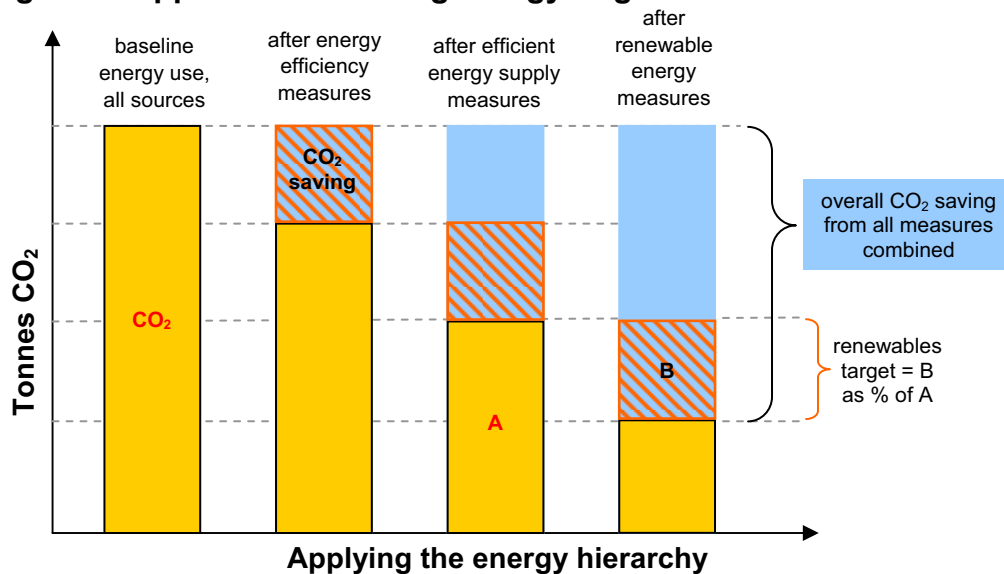 baseline
energy use,
all sources
after energy
efficiency
measures
after efficient
energy supply
measures
after
renewable
energy
measures
CO₂
saving
CO₂
A
B
overall CO₂ saving
from all measures
combined
renewables
target = B
as % of A
Tonnes CO₂
Applying the energy hierarchy